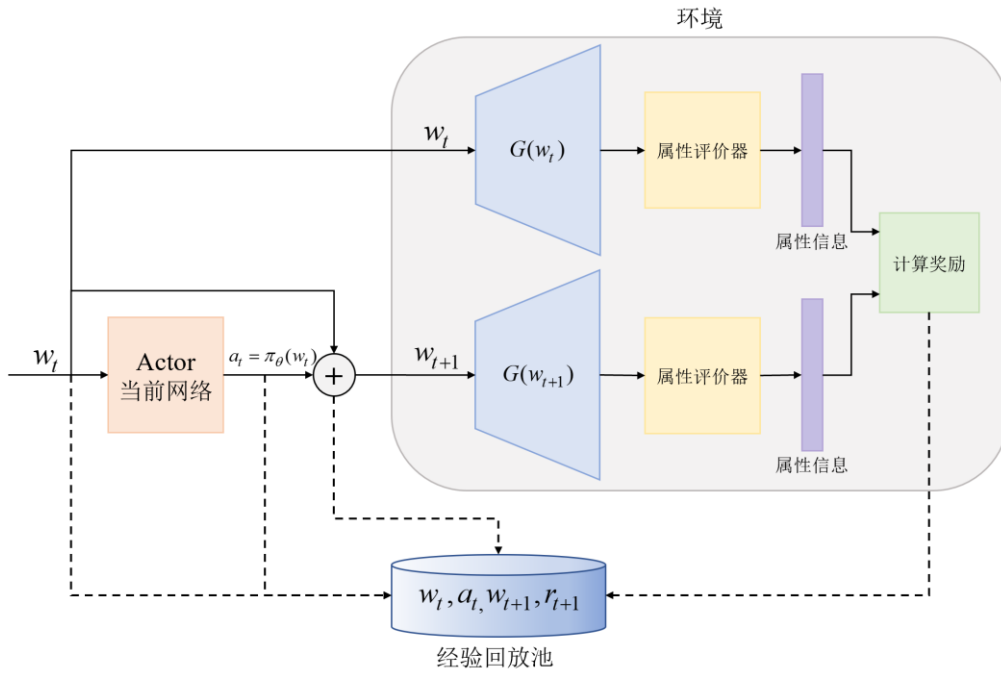 环境
w_t
G(w_t)
属性评价器
属性信息
计算奖励
w_t
Actor
当前网络
a_t = π_θ(w_t)
+
w_{t+1}
G(w_{t+1})
属性评价器
属性信息
w_t, a_t, w_{t+1}, r_{t+1}
经验回放池